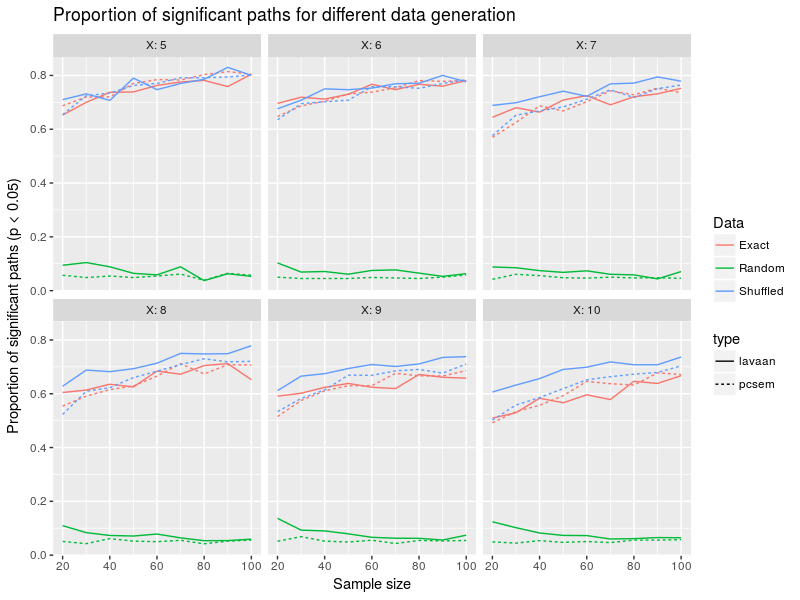 Proportion of significant paths for different data generation
X: 5
X: 6
X: 7
0.8
0.6
0.4
0.2
0.0
X: 8
X: 9
X: 10
0.8
0.6
0.4
0.2
0.0
20 40 60 80 100
20 40 60 80 100
20 40 60 80 100
Sample size
Proportion of significant paths (p < 0.05)
Data
Exact
Random
Shuffled
type
lavaan
pcsem